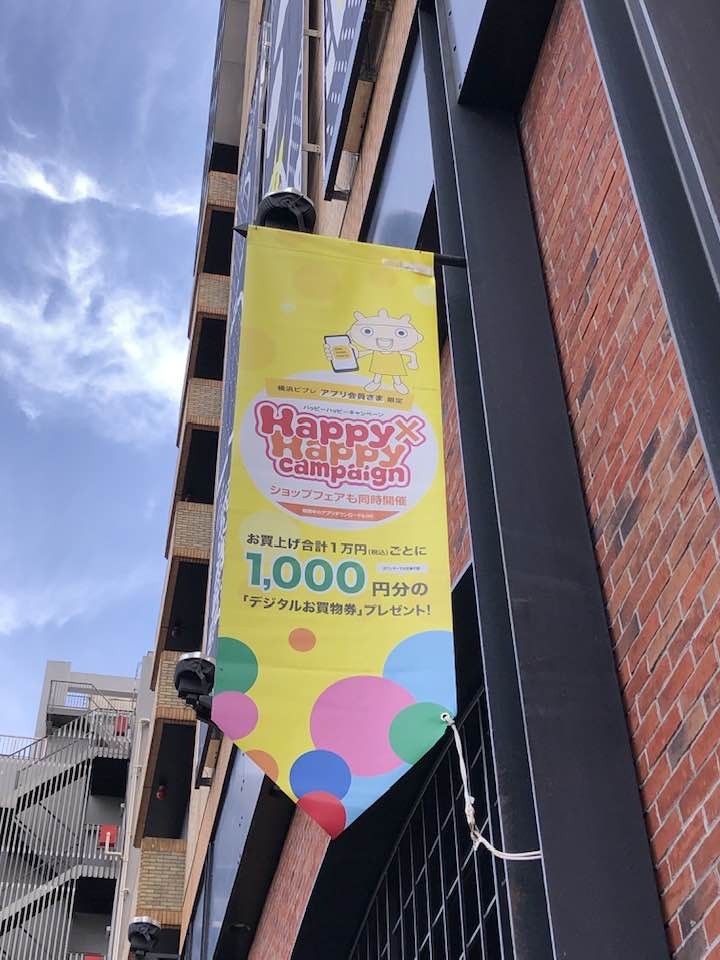 横浜ビブレ アプリ会員さま 限定
ハッピーハッピーキャンペーン
Happy×
Happy
campaign
ショップフェアも同時開催
お買上げ合計1万円(税込)ごとに
1,000円分の
「デジタルお買物券」プレゼント!